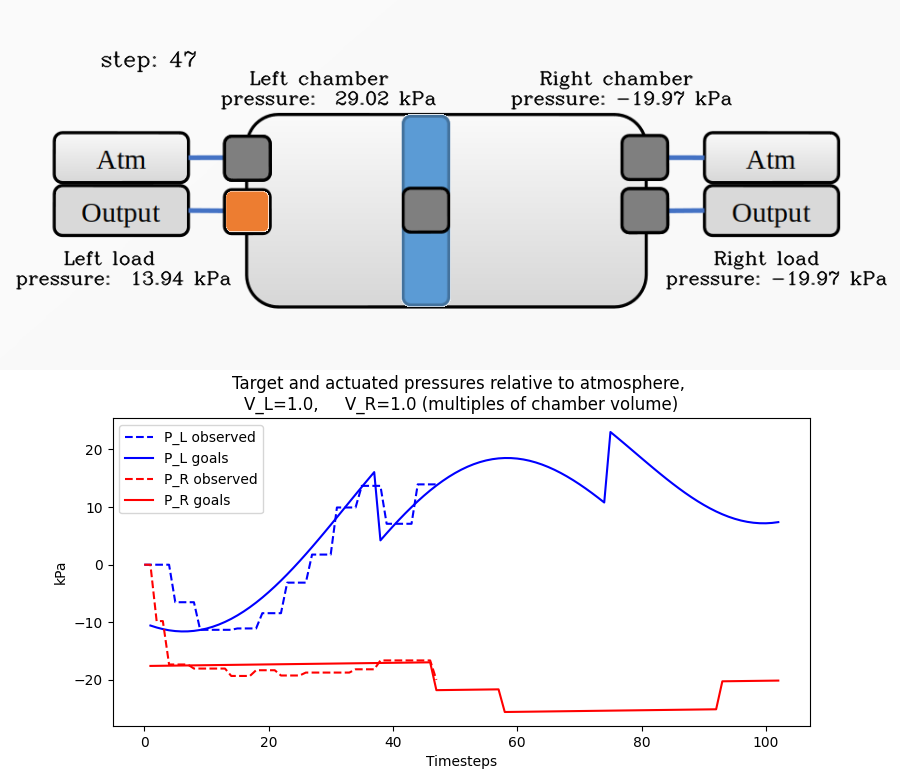 step: 47
Left chamber
pressure:  29.02 kPa
Right chamber
pressure: −19.97 kPa
Atm
Output
Atm
Output
Left load
pressure:  13.94 kPa
Right load
pressure: −19.97 kPa
Target and actuated pressures relative to atmosphere,
V_L=1.0,     V_R=1.0 (multiples of chamber volume)
P_L observed
P_L goals
P_R observed
P_R goals
kPa
20
10
0
−10
−20
0 20 40 60 80 100
Timesteps